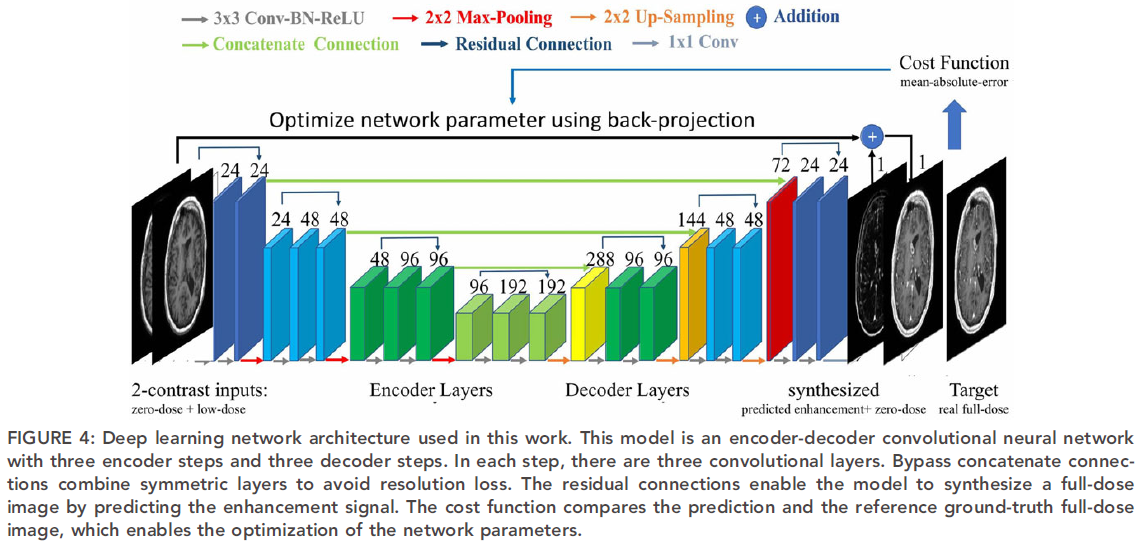 3x3 Conv-BN-ReLU 2x2 Max-Pooling 2x2 Up-Sampling + Addition
Concatenate Connection Residual Connection 1x1 Conv
Cost Function
mean-absolute-error
Optimize network parameter using back-projection
24 24 72 24 24 1 1
24 48 48 144 48 48
48 96 96 288 96 96
96 192 192
2-contrast inputs: Encoder Layers Decoder Layers synthesized Target
zero-dose + low-dose predicted enhancement+ zero-dose real full-dose
FIGURE 4: Deep learning network architecture used in this work. This model is an encoder-decoder convolutional neural network
with three encoder steps and three decoder steps. In each step, there are three convolutional layers. Bypass concatenate connec-
tions combine symmetric layers to avoid resolution loss. The residual connections enable the model to synthesize a full-dose
image by predicting the enhancement signal. The cost function compares the prediction and the reference ground-truth full-dose
image, which enables the optimization of the network parameters.